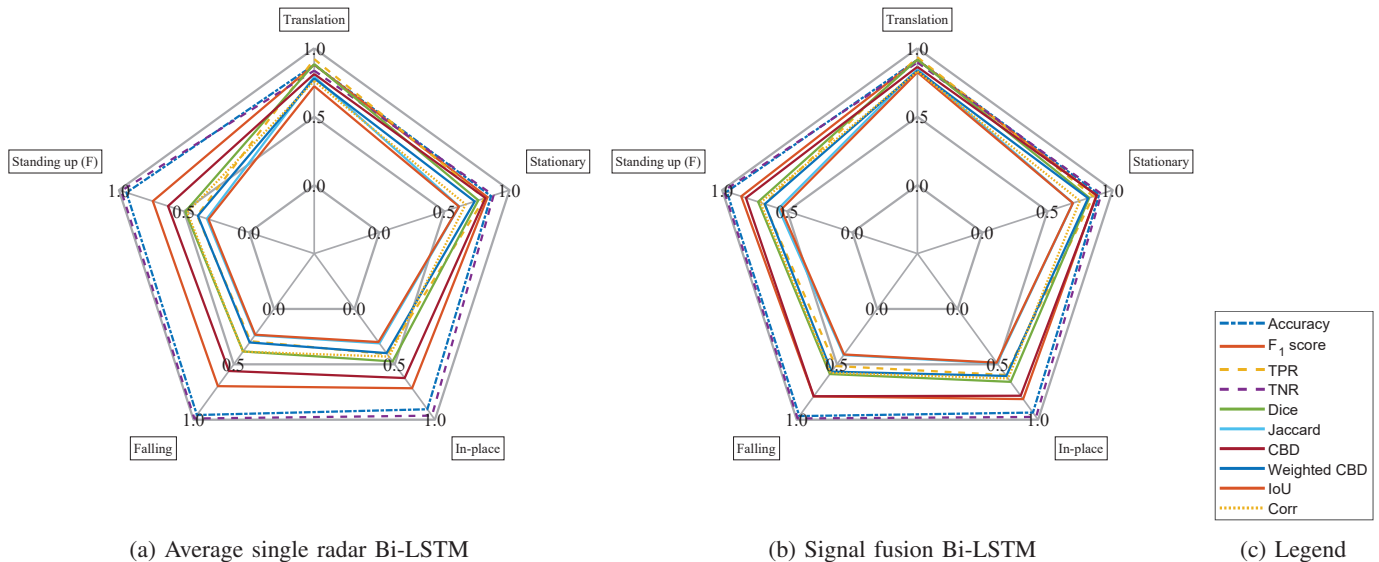 Translation
1.0
0.5
0.0
Standing up (F)
1.0
0.5
0.0
Stationary
1.0
0.5
0.0
0.0
0.5
1.0
0.0
0.5
1.0
Falling
In-place
(a) Average single radar Bi-LSTM
Translation
1.0
0.5
0.0
Standing up (F)
1.0
0.5
0.0
Stationary
1.0
0.5
0.0
0.0
0.5
1.0
0.0
0.5
1.0
Falling
In-place
(b) Signal fusion Bi-LSTM
Accuracy
F1 score
TPR
TNR
Dice
Jaccard
CBD
Weighted CBD
IoU
Corr
(c) Legend